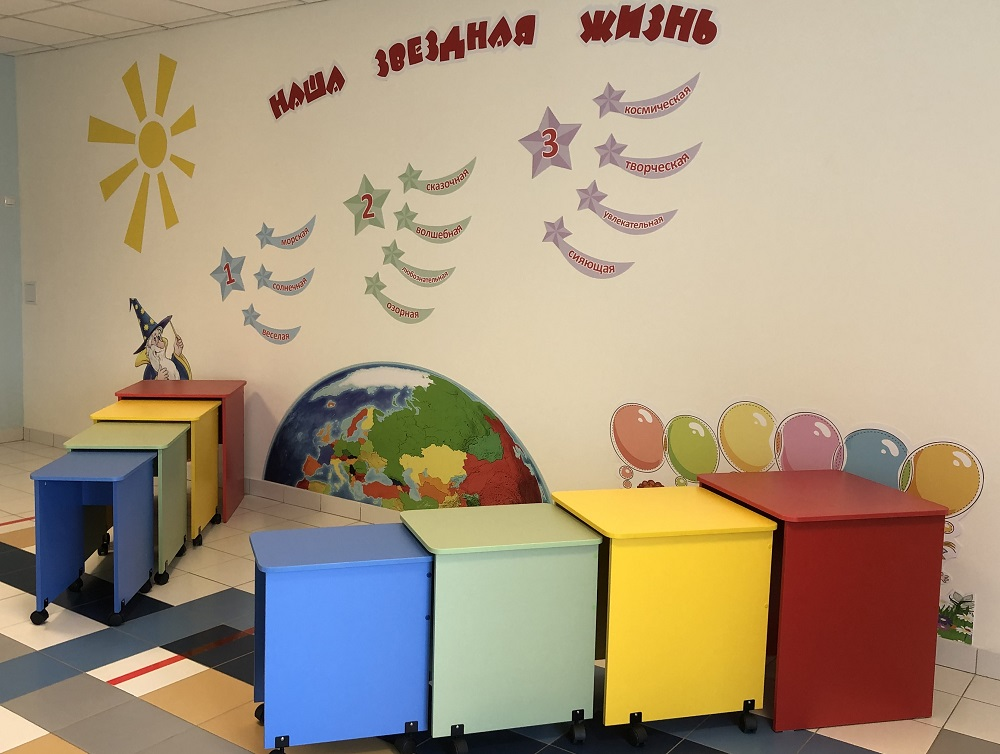 НАША ЗВЕЗДНАЯ ЖИЗНЬ
1
морская
солнечная
веселая
2
сказочная
волшебная
любознательная
озорная
3
космическая
творческая
увлекательная
сияющая